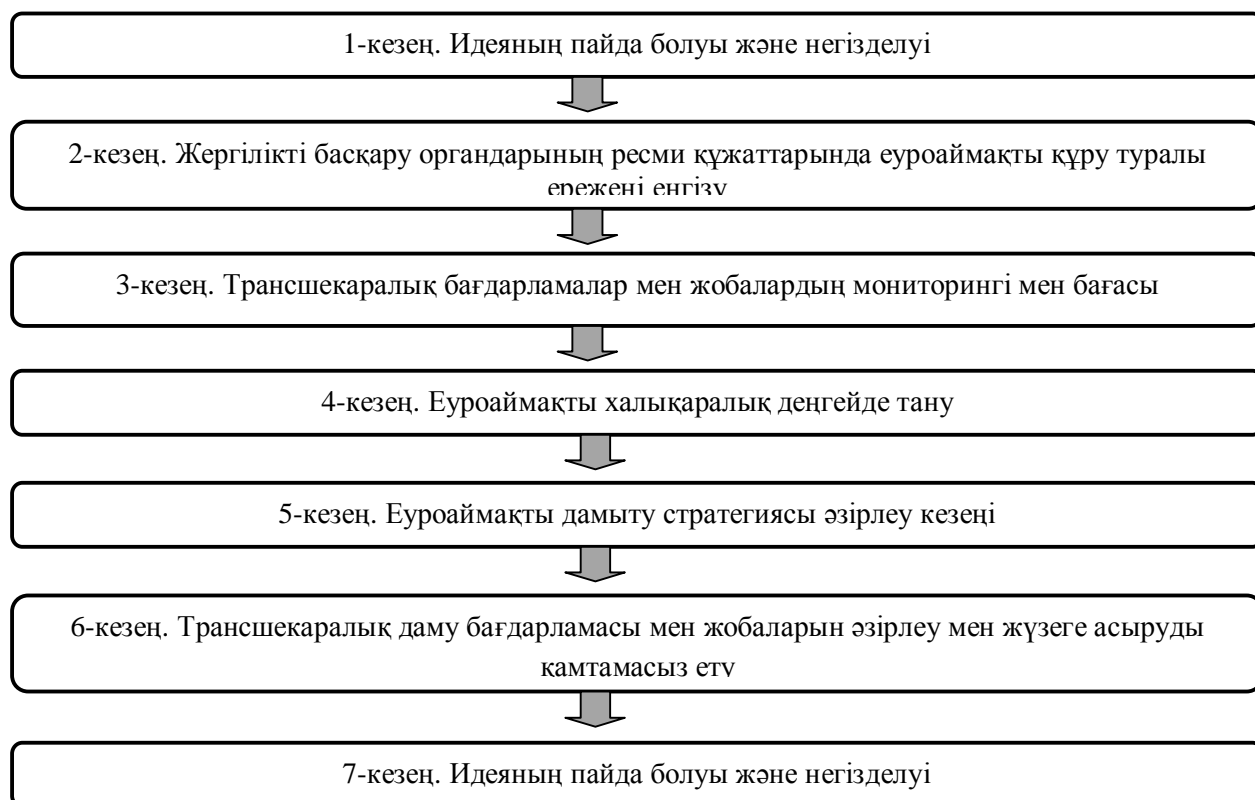 1-кезең. Идеяның пайда болуы және негізделуі
2-кезең. Жергілікті басқару органдарының ресми құжаттарында еуроаймақты құру туралы
ережені енгізу
3-кезең. Трансшекаралық бағдарламалар мен жобалардың мониторингі мен бағасы
4-кезең. Еуроаймақты халықаралық деңгейде тану
5-кезең. Еуроаймақты дамыту стратегиясы әзірлеу кезеңі
6-кезең. Трансшекаралық даму бағдарламасы мен жобаларын әзірлеу мен жүзеге асыруды
қамтамасыз ету
7-кезең. Идеяның пайда болуы және негізделуі